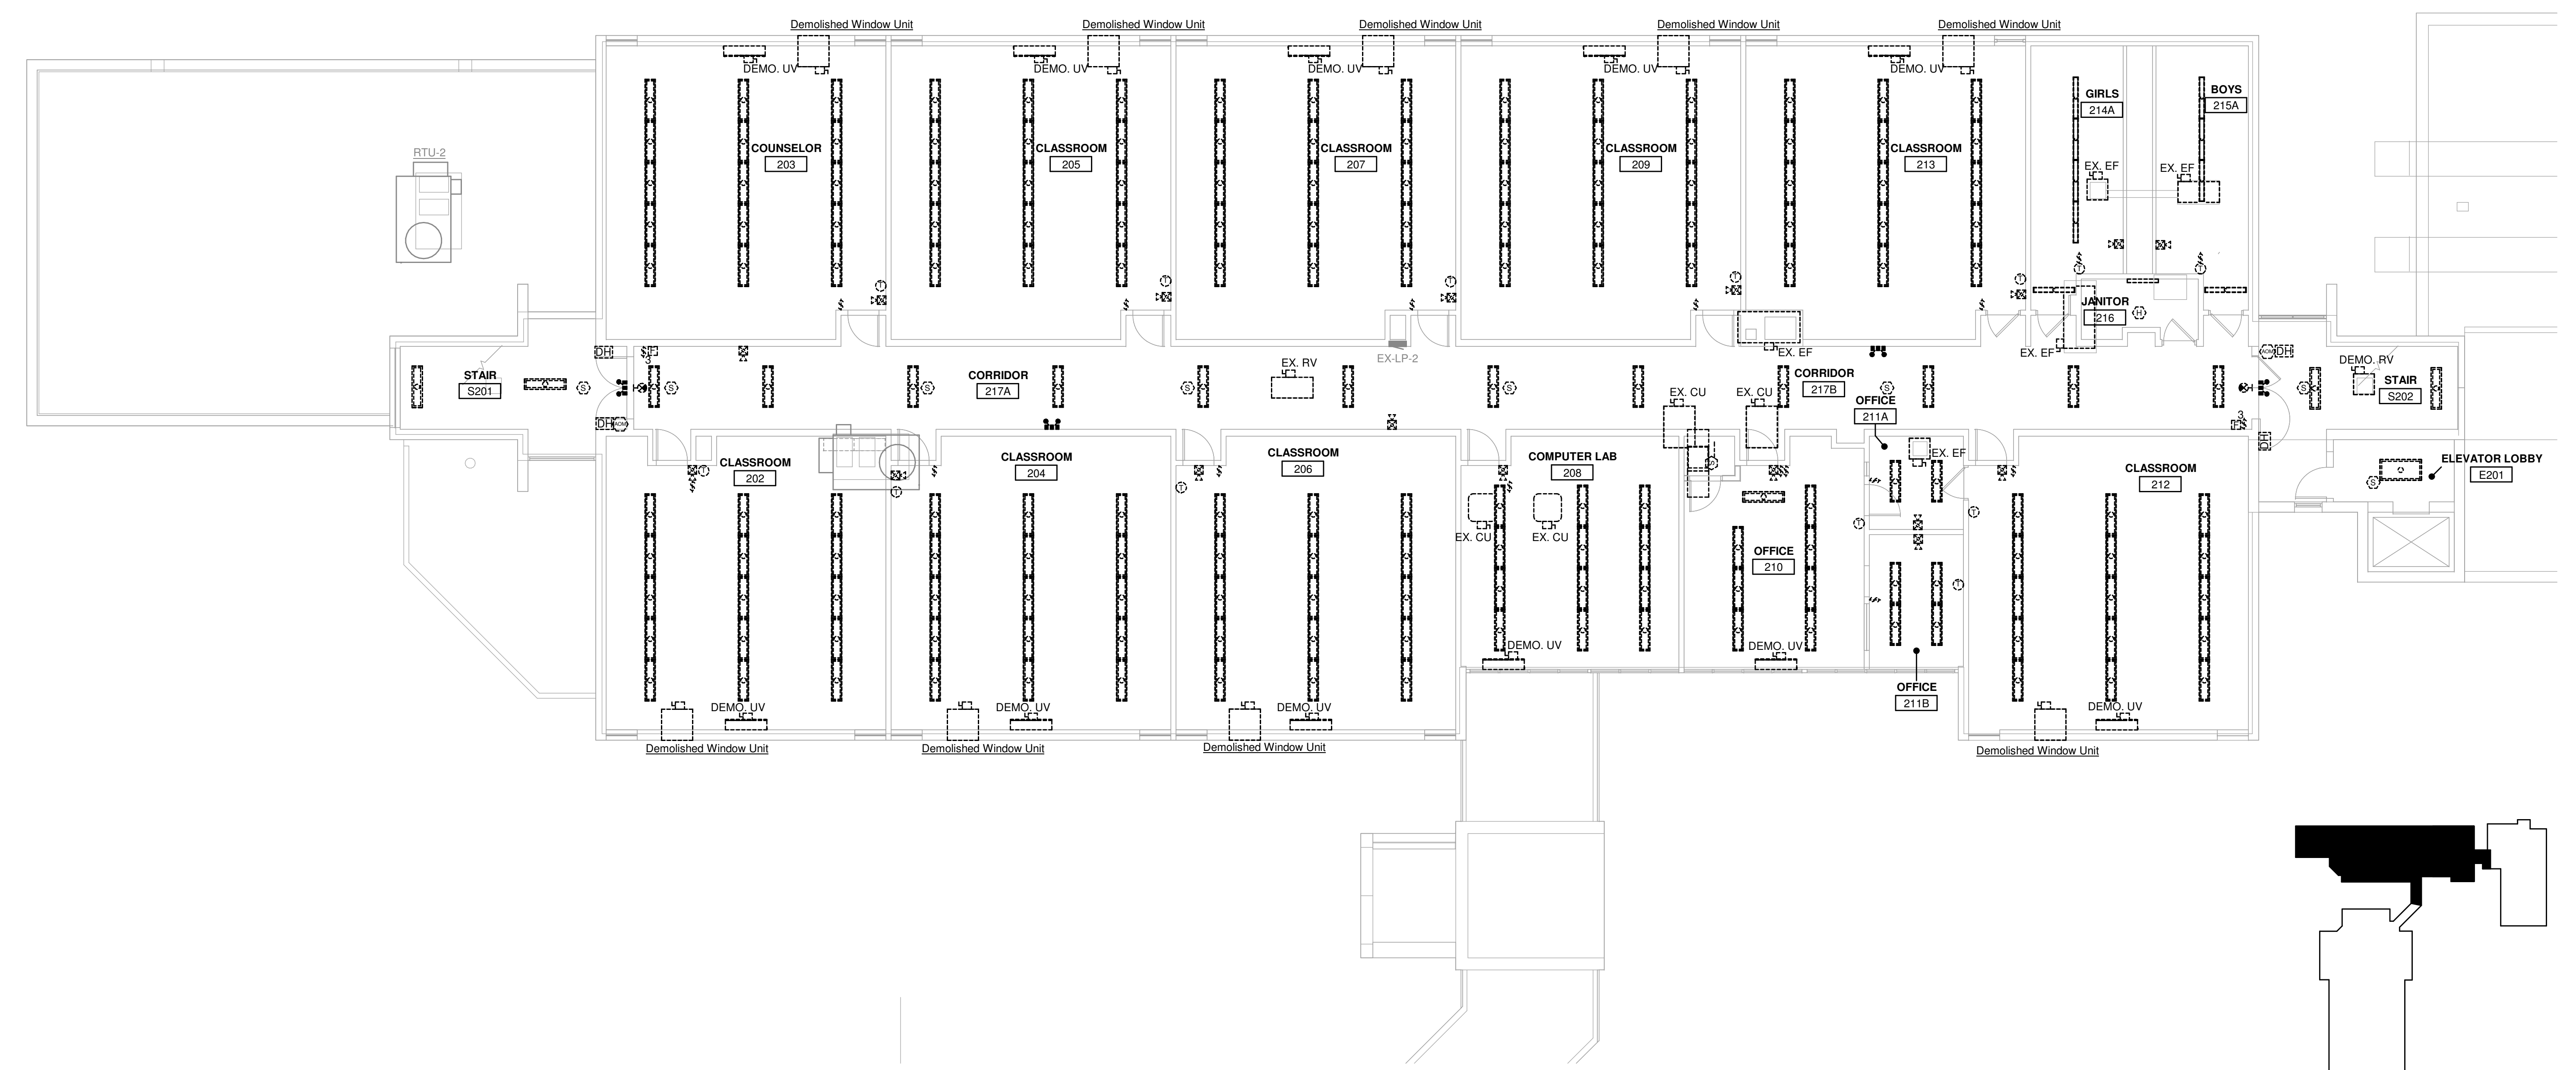 Demolished Window Unit
Demolished Window Unit
Demolished Window Unit
Demolished Window Unit
Demolished Window Unit
DEMO. UV
DEMO. UV
DEMO. UV
DEMO. UV
DEMO. UV
GIRLS
214A
BOYS
215A
RTU-2
COUNSELOR
203
CLASSROOM
205
CLASSROOM
207
CLASSROOM
209
CLASSROOM
213
EX. EF
EX. EF
T
T
T
T
T
T
T
$
$
$
$
$
$
$
JANITOR
216
H
DH
$
F
3
EX-LP-2
EX. EF
EX. EF
DH
STAIR
S201
S
S
S
CORRIDOR
217A
S
EX. RV
S
CORRIDOR
217B
S
S
DEMO. RV
STAIR
S202
EX. CU
EX. CU
OFFICE
211A
DH
3
F
$
DH
CLASSROOM
202
T
$
CLASSROOM
204
$
T
CLASSROOM
206
$
T
COMPUTER LAB
208
$
S
EX. EF
$
CLASSROOM
212
ELEVATOR LOBBY
E201
S
EX. CU
EX. CU
T
T
OFFICE
210
T
DEMO. UV
DEMO. UV
OFFICE
211B
DEMO. UV
DEMO. UV
DEMO. UV
DEMO. UV
Demolished Window Unit
Demolished Window Unit
Demolished Window Unit
Demolished Window Unit